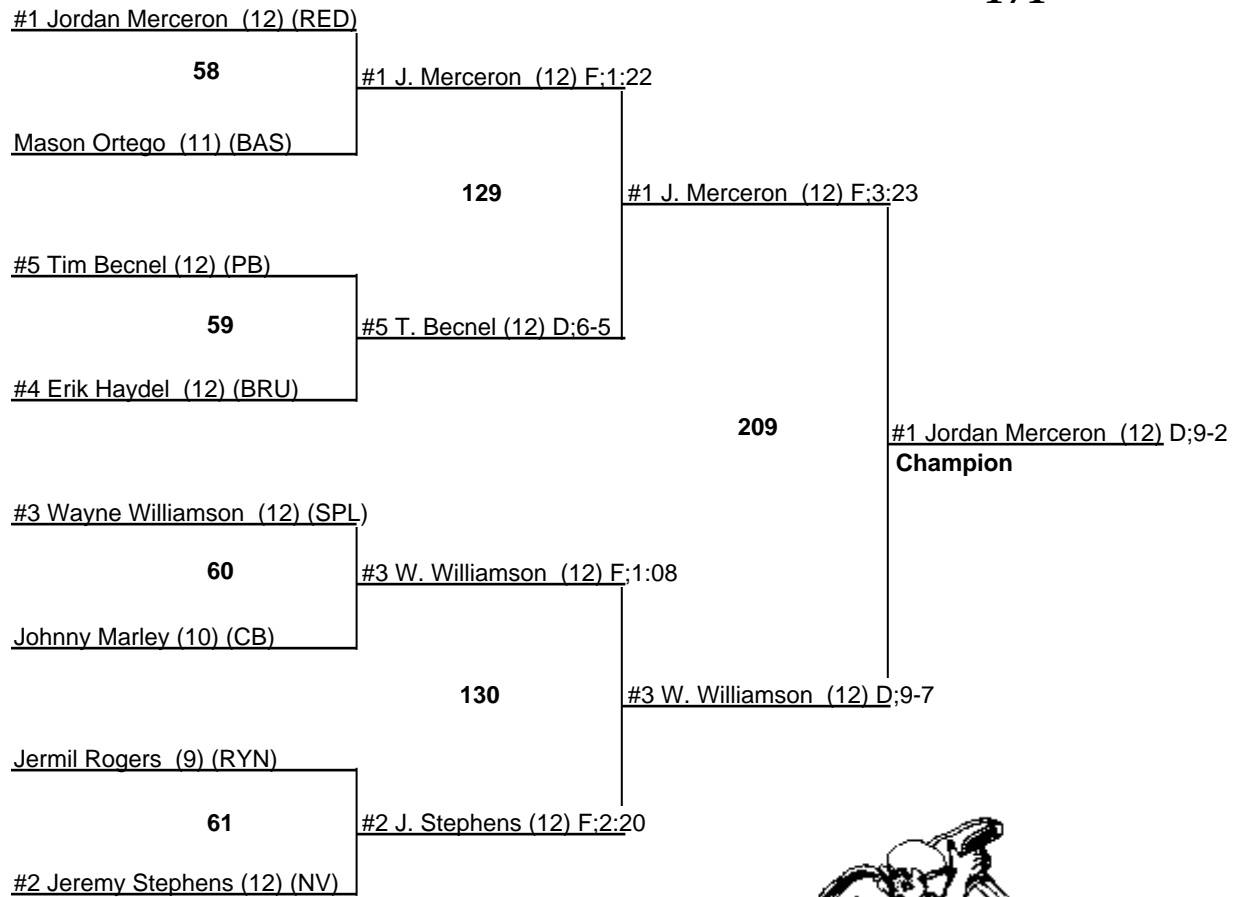 #1 Jordan Merceron (12) (RED)
58
#1 J. Merceron (12) F;1:22
Mason Ortego (11) (BAS)
129
#1 J. Merceron (12) F;3:23
#5 Tim Becnel (12) (PB)
59
#5 T. Becnel (12) D;6-5
#4 Erik Haydel (12) (BRU)
209
#1 Jordan Merceron (12) D;9-2
Champion
#3 Wayne Williamson (12) (SPL)
60
#3 W. Williamson (12) F;1:08
Johnny Marley (10) (CB)
130
#3 W. Williamson (12) D;9-7
Jermil Rogers (9) (RYN)
61
#2 J. Stephens (12) F;2:20
#2 Jeremy Stephens (12) (NV)